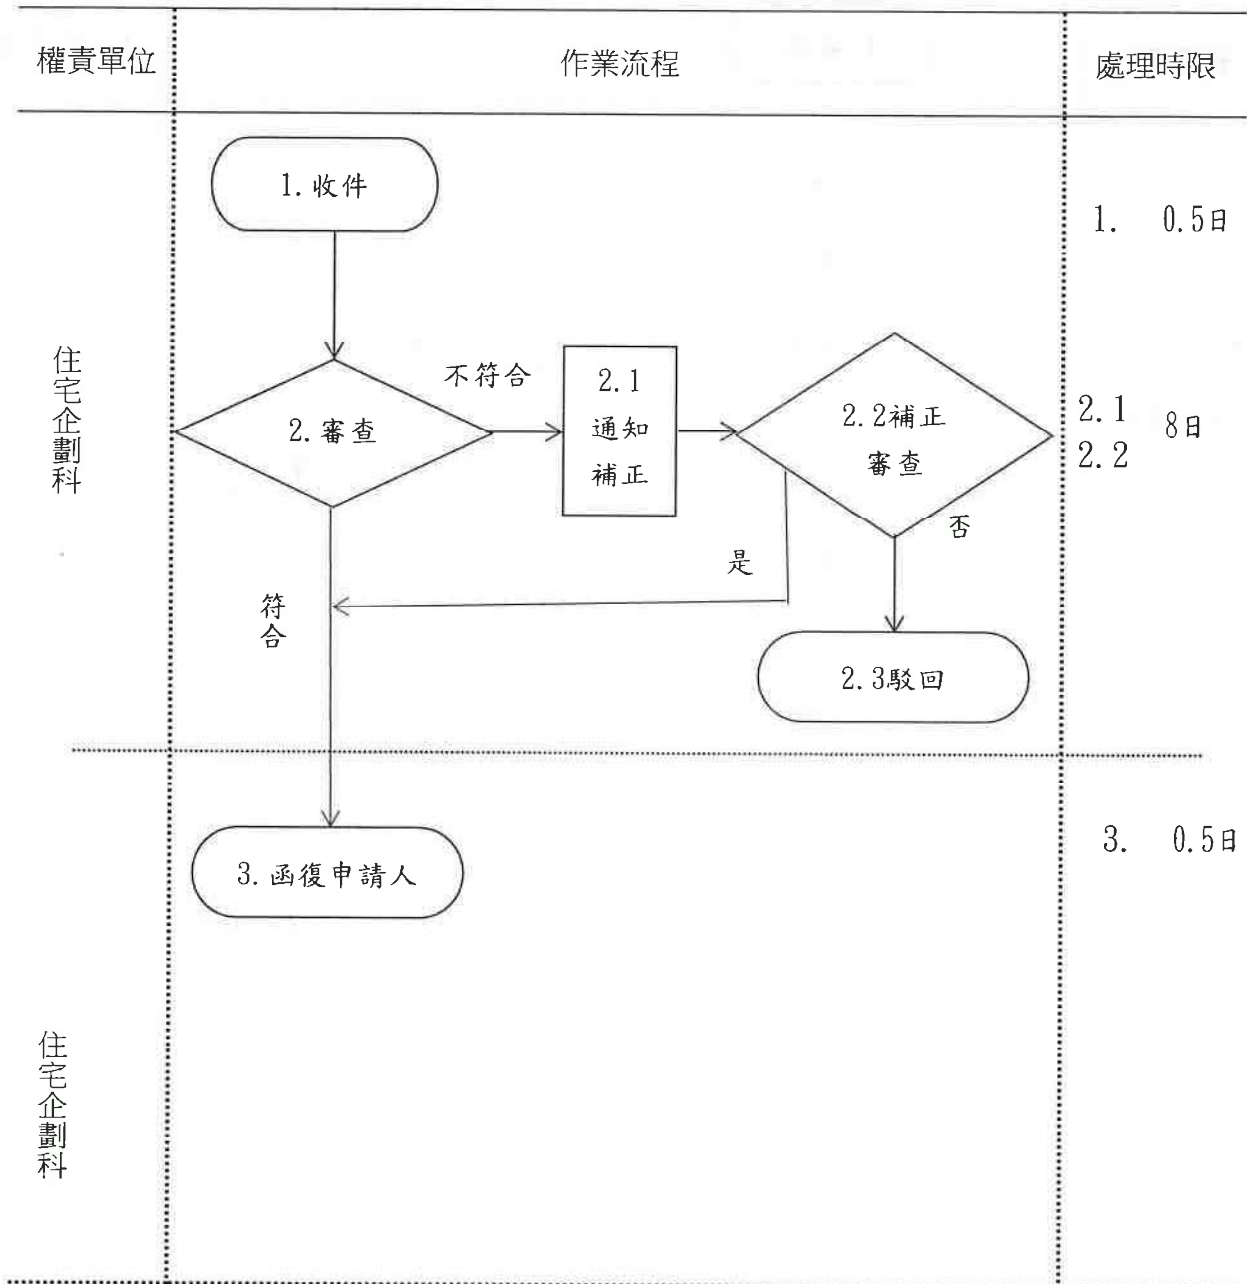 權責單位
作業流程
處理時限
1.收件
1. 0.5日
住宅企劃科
2.審查
不符合
2.1
通知
補正
2.2補正
審查
2.1
2.2
8日
否
是
符合
2.3駁回
3.函復申請人
3. 0.5日
住宅企劃科